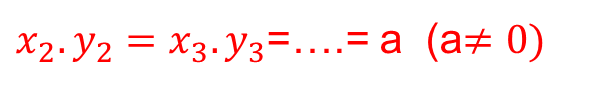 x₂.y₂ = x₃.y₃=....= a (a≠ 0)